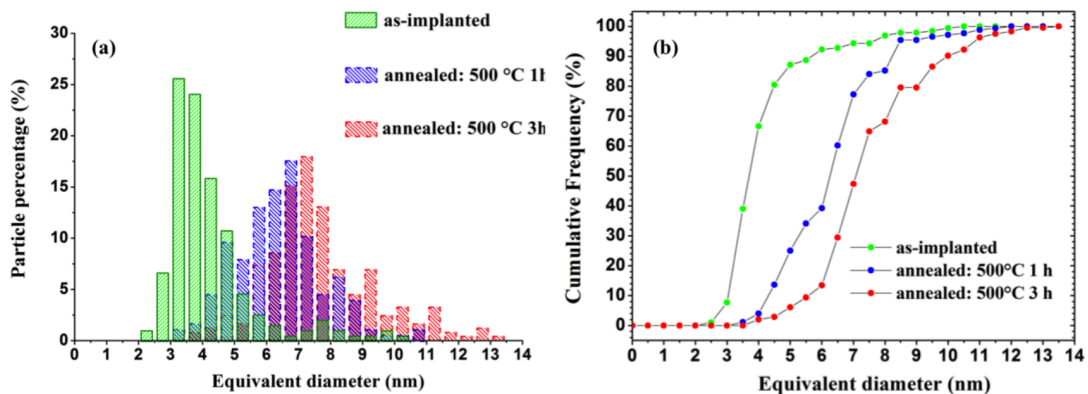 (a)
as-implanted
annealed: 500 °C 1h
annealed: 500 °C 3h
Particle percentage (%)
30
25
20
15
10
5
0
0 1 2 3 4 5 6 7 8 9 10 11 12 13 14
Equivalent diameter (nm)
(b)
Cumulative Frequency (%)
100
90
80
70
60
50
40
30
20
10
0
as-implanted
annealed: 500°C 1 h
annealed: 500°C 3 h
0 1 2 3 4 5 6 7 8 9 10 11 12 13 14
Equivalent diameter (nm)